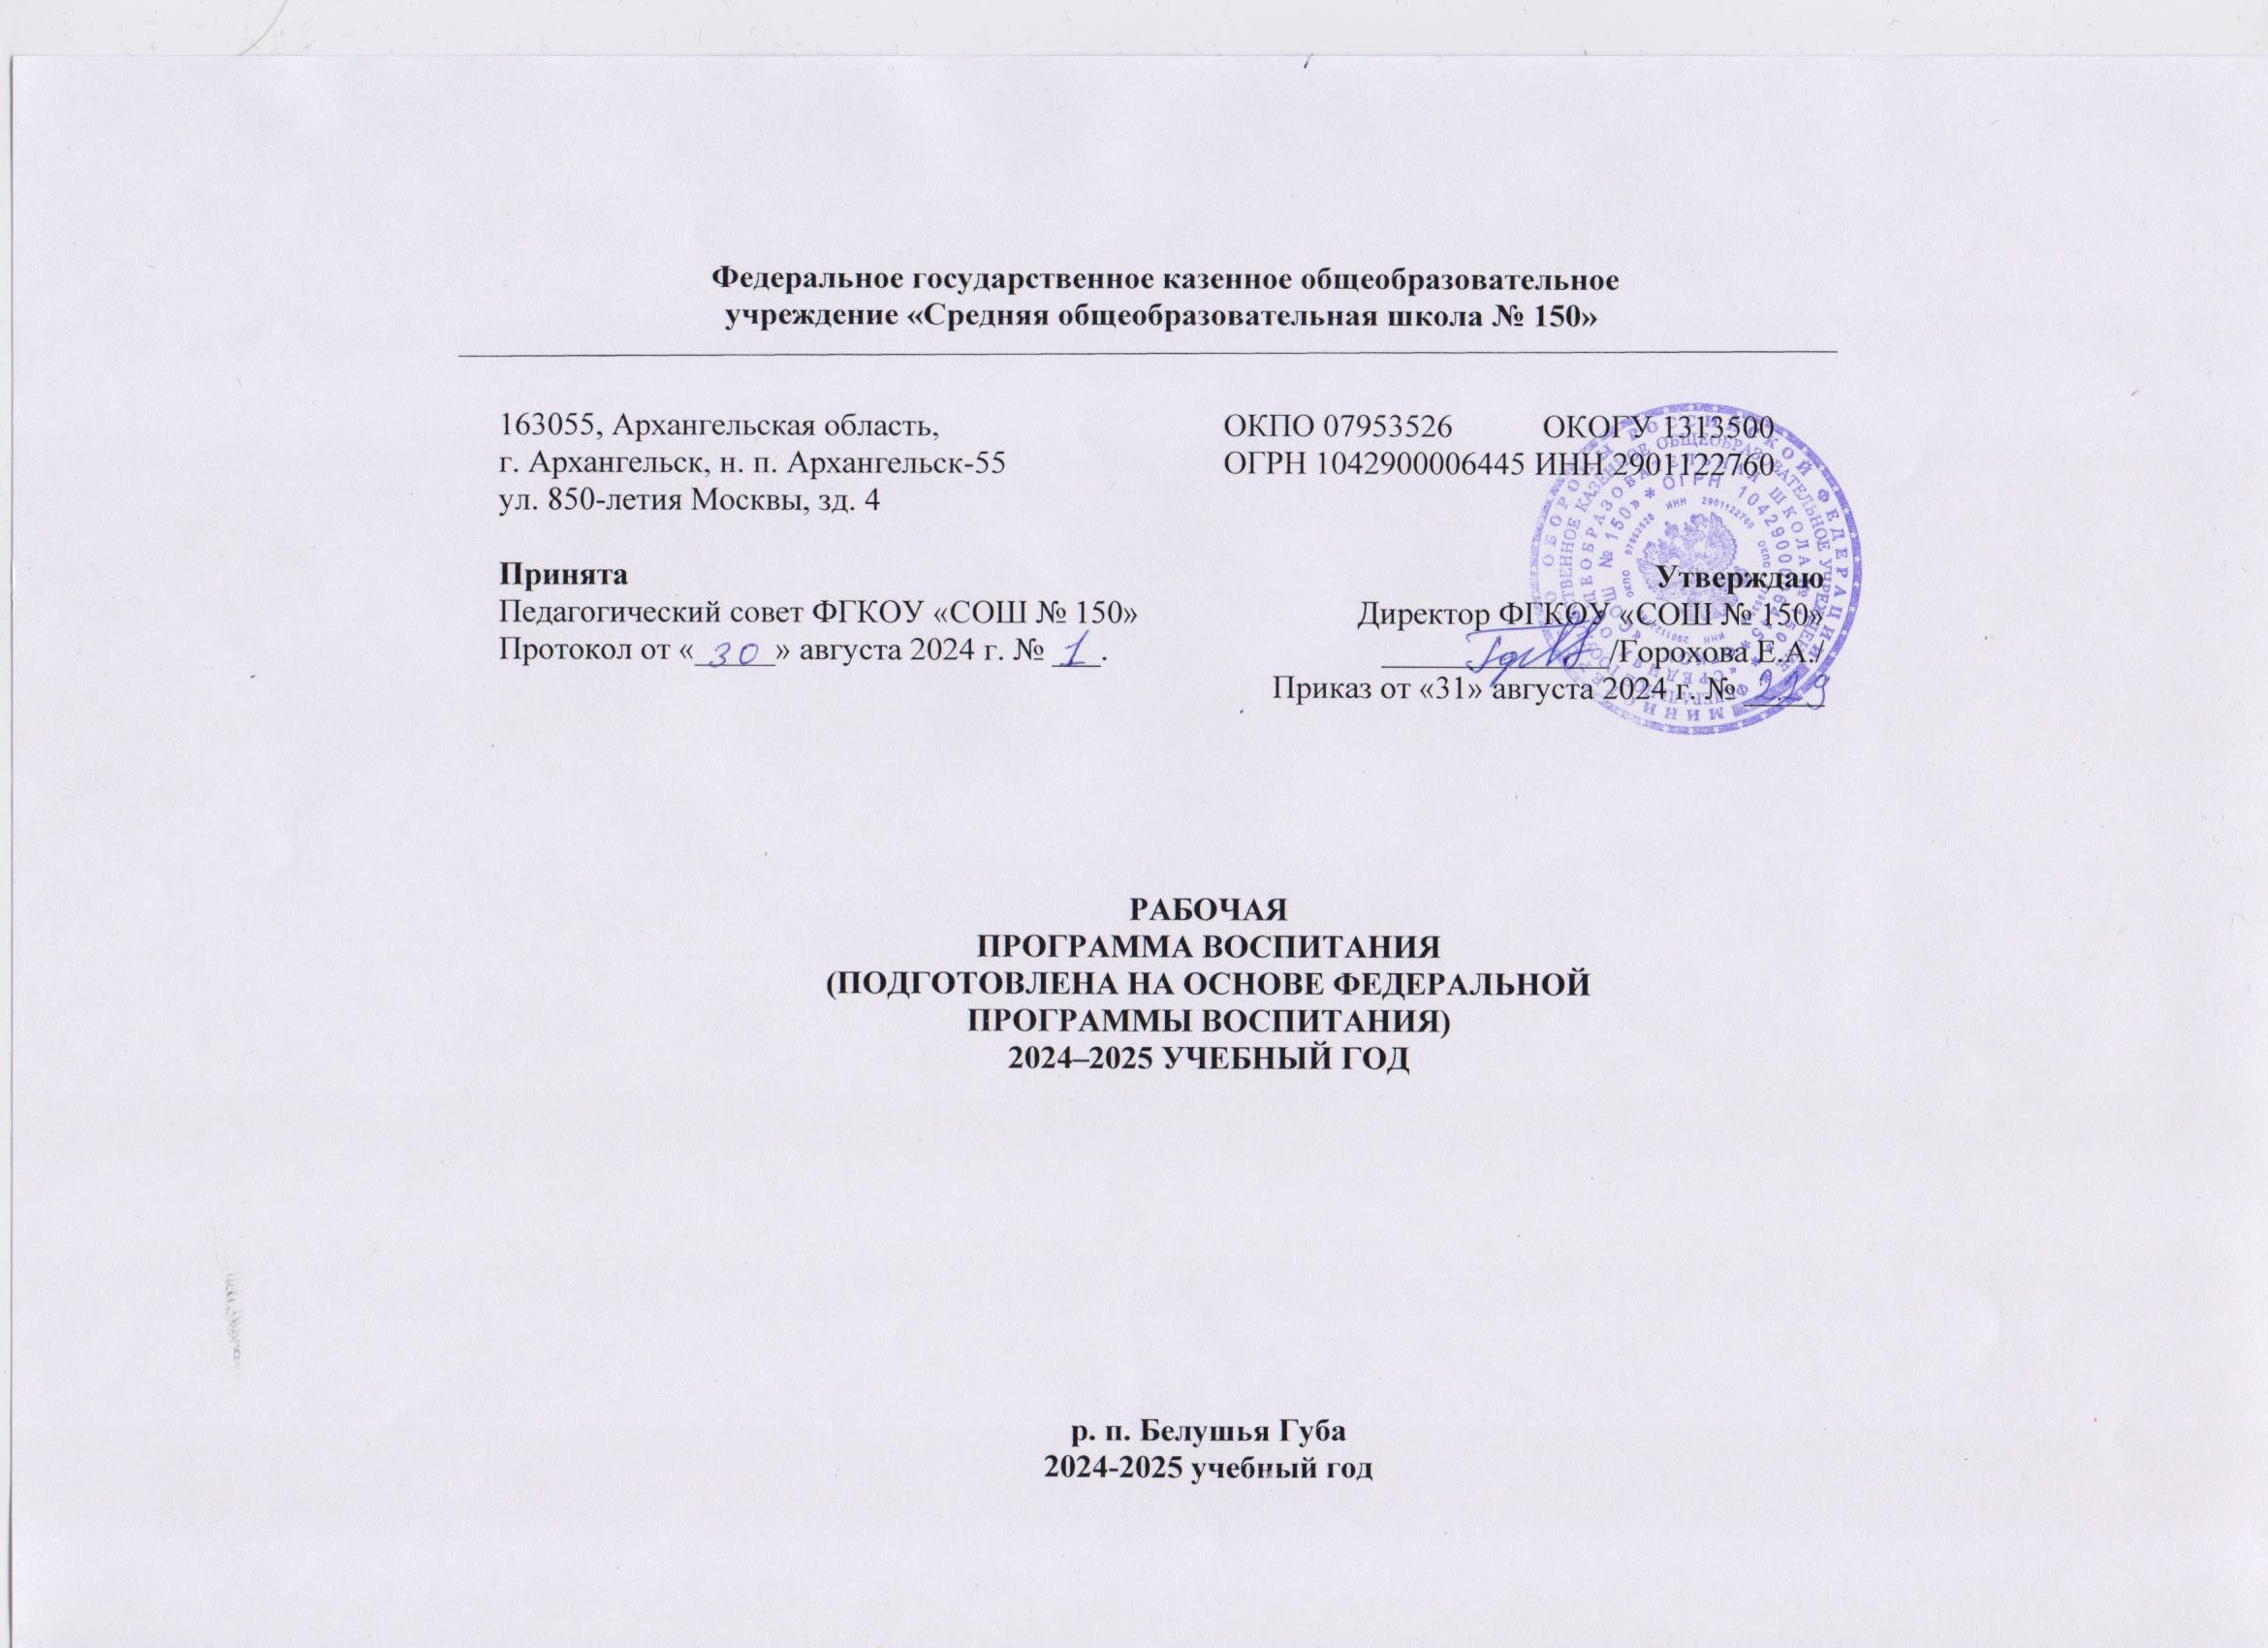 Федеральное государственное казенное общеобразовательное
учреждение «Средняя общеобразовательная школа № 150»
163055, Архангельская область,
г. Архангельск, н. п. Архангельск-55
ул. 850-летия Москвы, зд. 4
ОКПО 07953526 ОКОГУ 1313500
ОГРН 1042900006445 ИНН 2901122760
Принята
Педагогический совет ФГКОУ «СОШ № 150»
Протокол от «30» августа 2024 г. № 1.
Утверждаю
Директор ФГКОУ «СОШ № 150»
/Горохова Е.А./
Приказ от «31» августа 2024 г. № 219
РАБОЧАЯ
ПРОГРАММА ВОСПИТАНИЯ
(ПОДГОТОВЛЕНА НА ОСНОВЕ ФЕДЕРАЛЬНОЙ
ПРОГРАММЫ ВОСПИТАНИЯ)
2024–2025 УЧЕБНЫЙ ГОД
р. п. Белушья Губа
2024-2025 учебный год